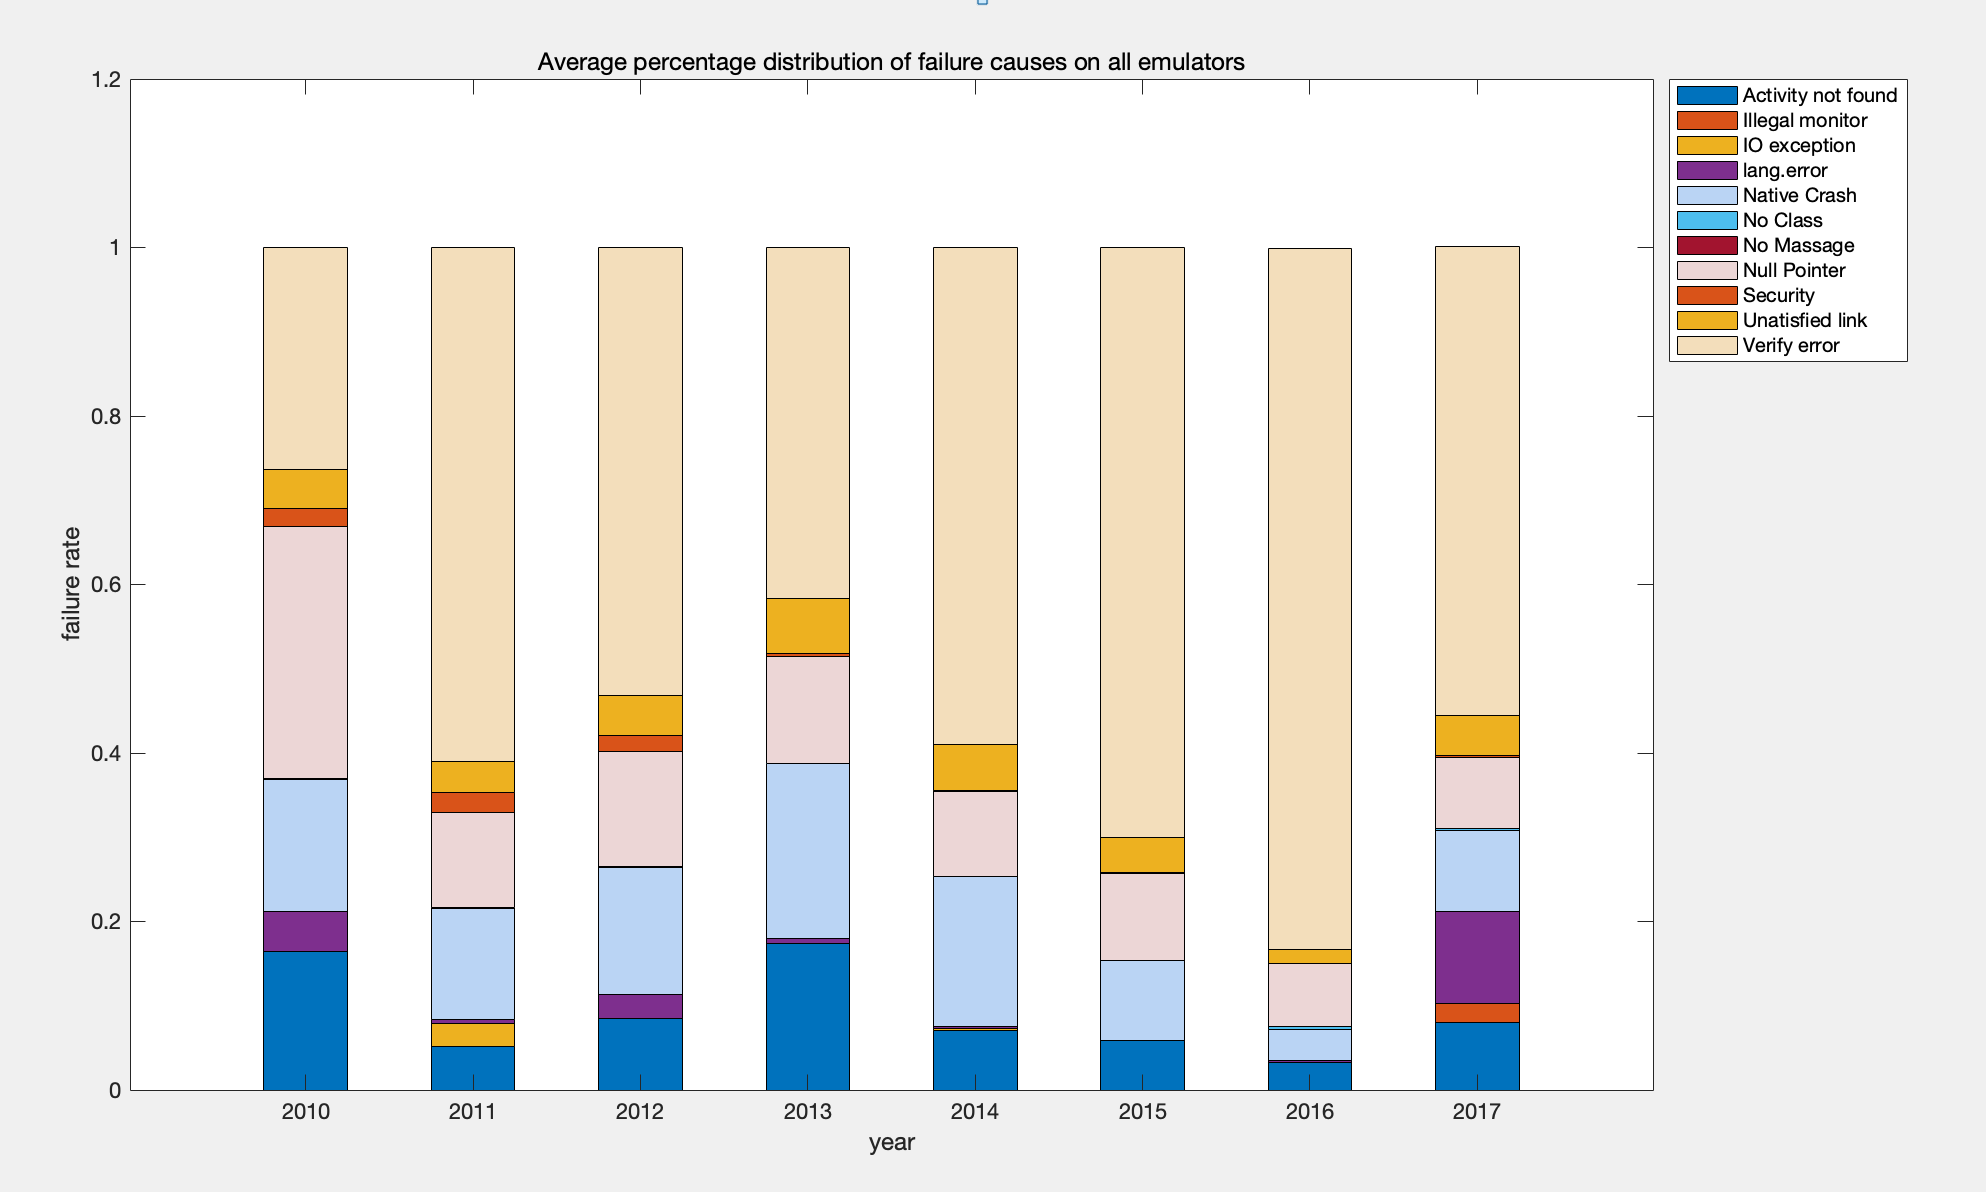 Average percentage distribution of failure causes on all emulators
1.2
1
0.8
0.6
0.4
0.2
0
failure rate
2010 2011 2012 2013 2014 2015 2016 2017
year
Activity not found
Illegal monitor
IO exception
lang.error
Native Crash
No Class
No Massage
Null Pointer
Security
Unatisfied link
Verify error